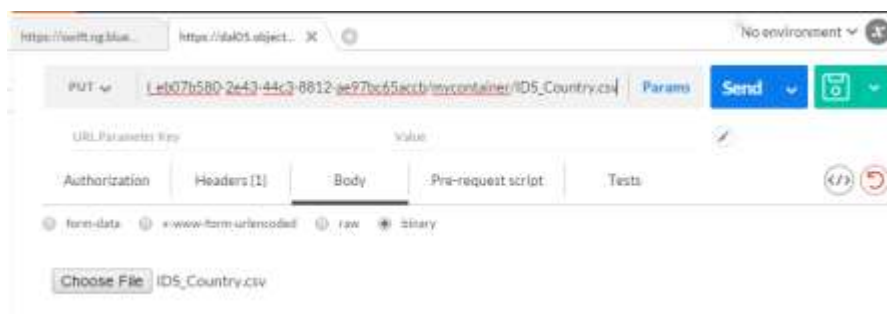 https://swift.ng.blue... https://dal05.object... No environment
PUT 1_eb07b580-2e43-44c3-8812-ae97bc65accb/mycontainer/IDS_Country.csv Params Send
URL Parameter Key Value
Authorization Headers (1) Body Pre-request script Tests
form-data x-www-form-urlencoded raw binary
Choose File IDS_Country.csv